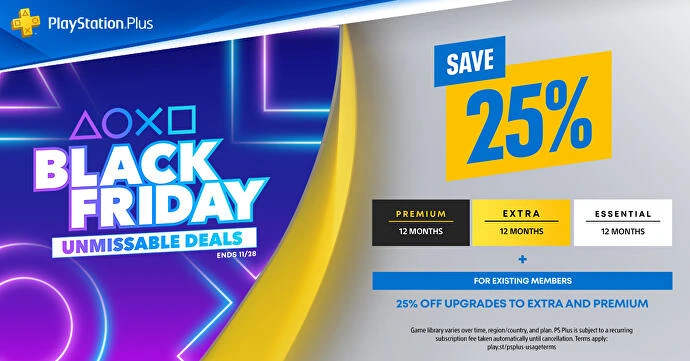 PlayStation.Plus
BLACK
FRIDAY
UNMISSABLE DEALS
ENDS 11/28
SAVE
25%
PREMIUM
12 MONTHS
EXTRA
12 MONTHS
ESSENTIAL
12 MONTHS
+
FOR EXISTING MEMBERS
25% OFF UPGRADES TO EXTRA AND PREMIUM
Game library varies over time, region/country, and plan. PS Plus is subject to a recurring
subscription fee taken automatically until cancellation. Terms apply:
play.st/psplus-usageterms